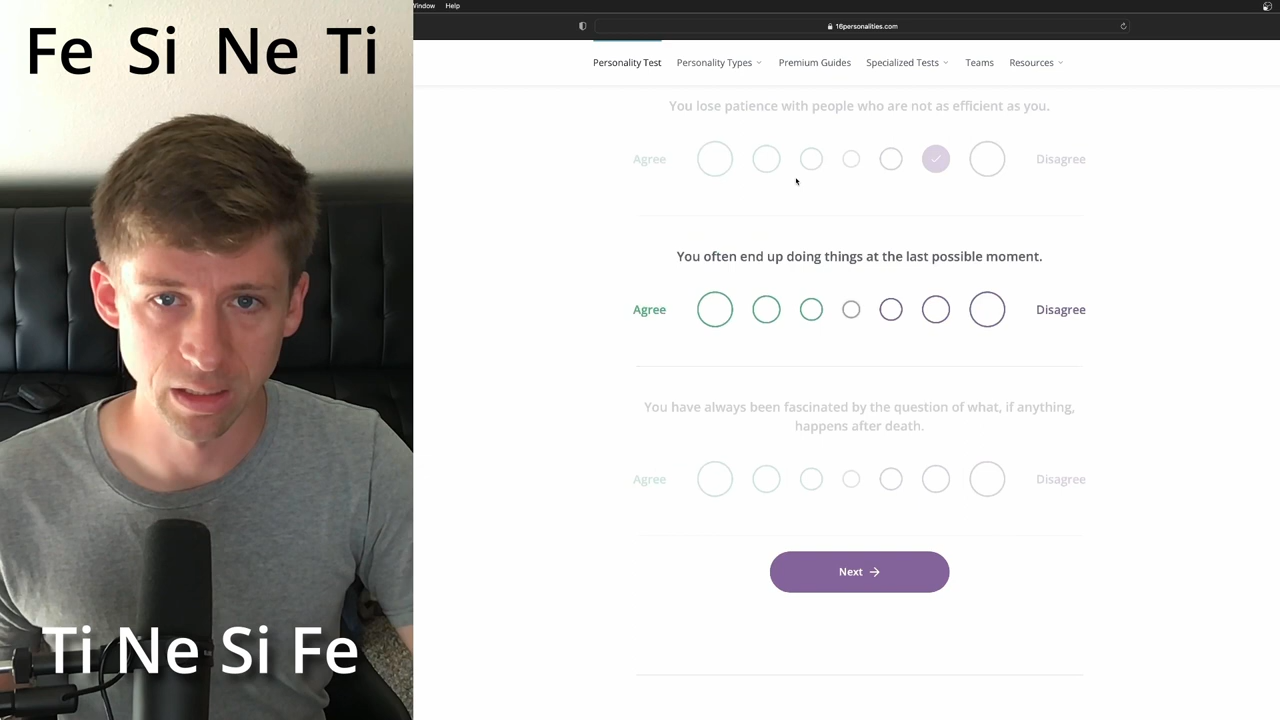 Fe Si Ne Ti
Ti Ne Si Fe
Window Help
16personalities.com
Personality Test Personality Types Premium Guides Specialized Tests Teams Resources
You lose patience with people who are not as efficient as you.
Agree Disagree
You often end up doing things at the last possible moment.
Agree Disagree
You have always been fascinated by the question of what, if anything,
happens after death.
Agree Disagree
Next